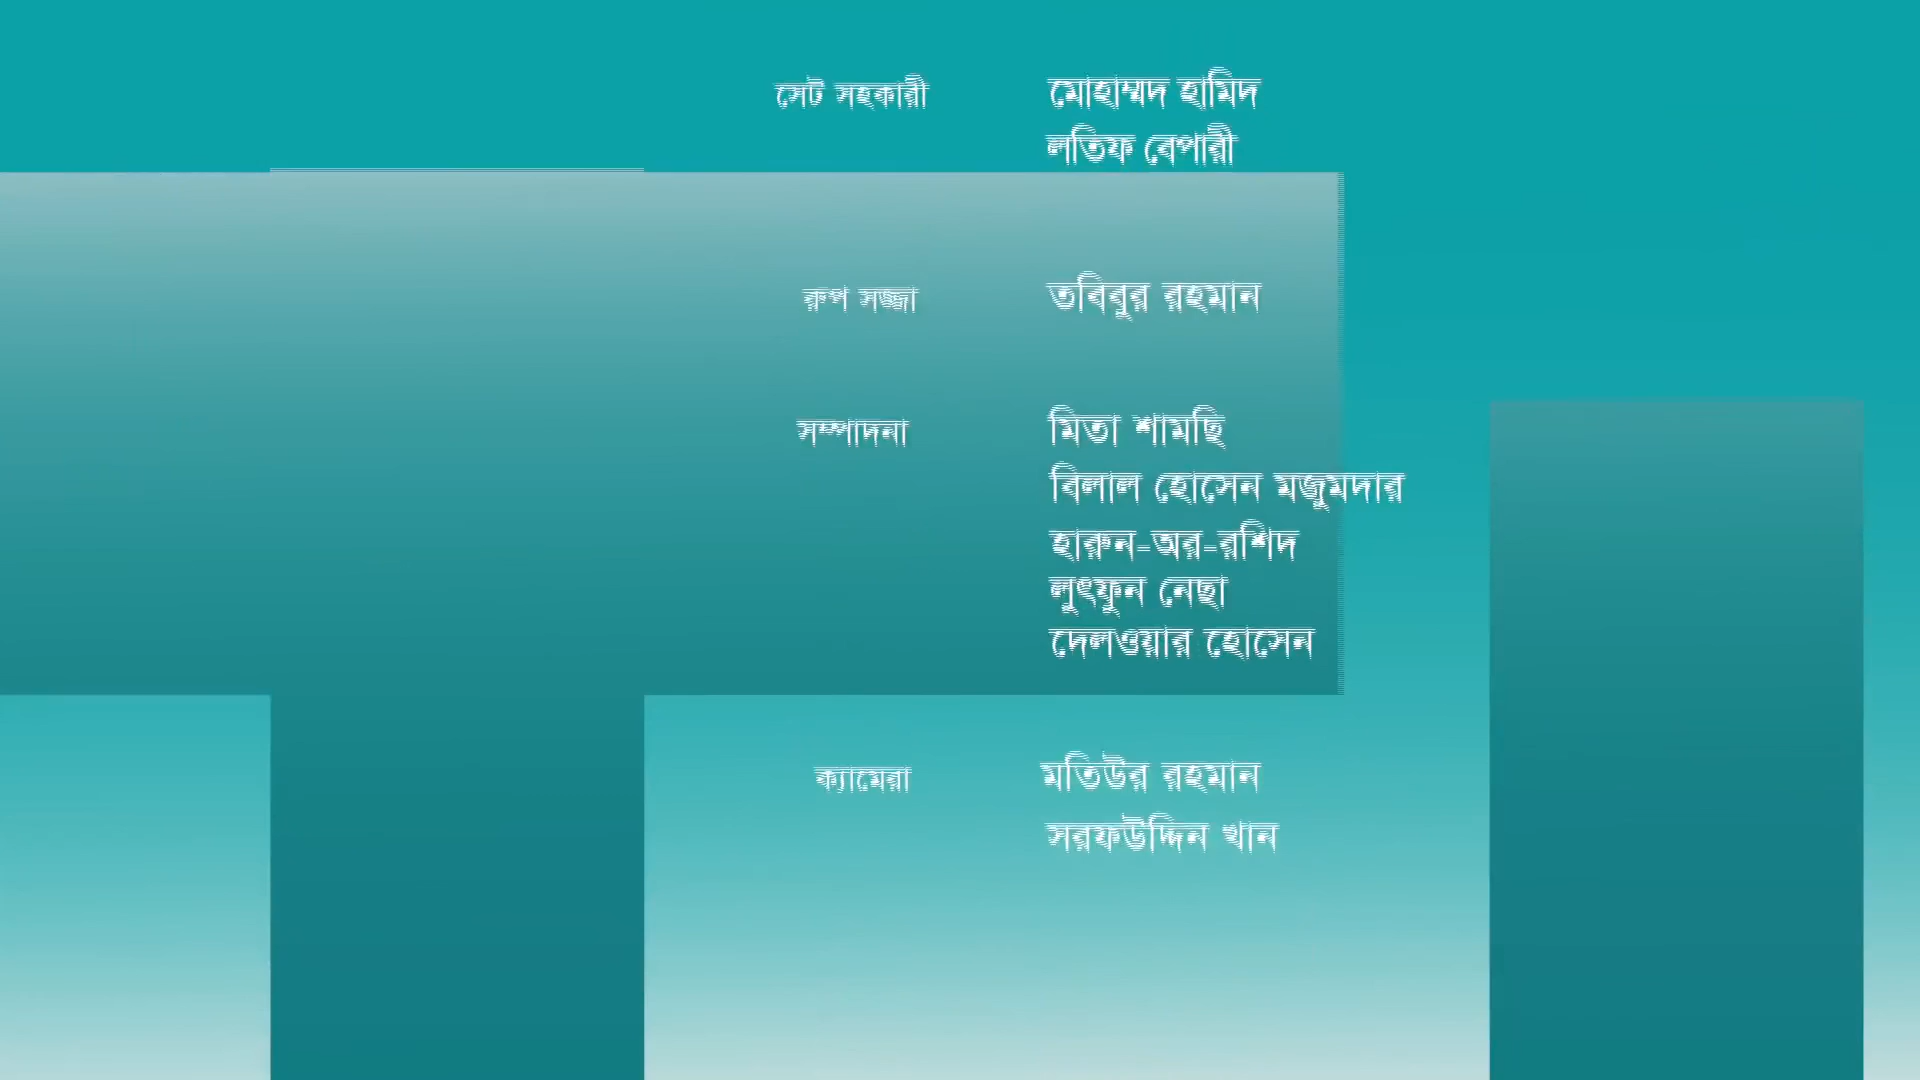 সেট সহকারী মোহাম্মদ হামিদ
লতিফ বেপারী
রুপ সজ্জা তবিবুর রহমান
সম্পাদনা মিতা শামছি
বিলাল হোসেন মজুমদার
হারুন-অর-রশিদ
লুৎফুন নেছা
দেলওয়ার হোসেন
ক্যামেরা মতিউর রহমান
সরফউদ্দিন খান